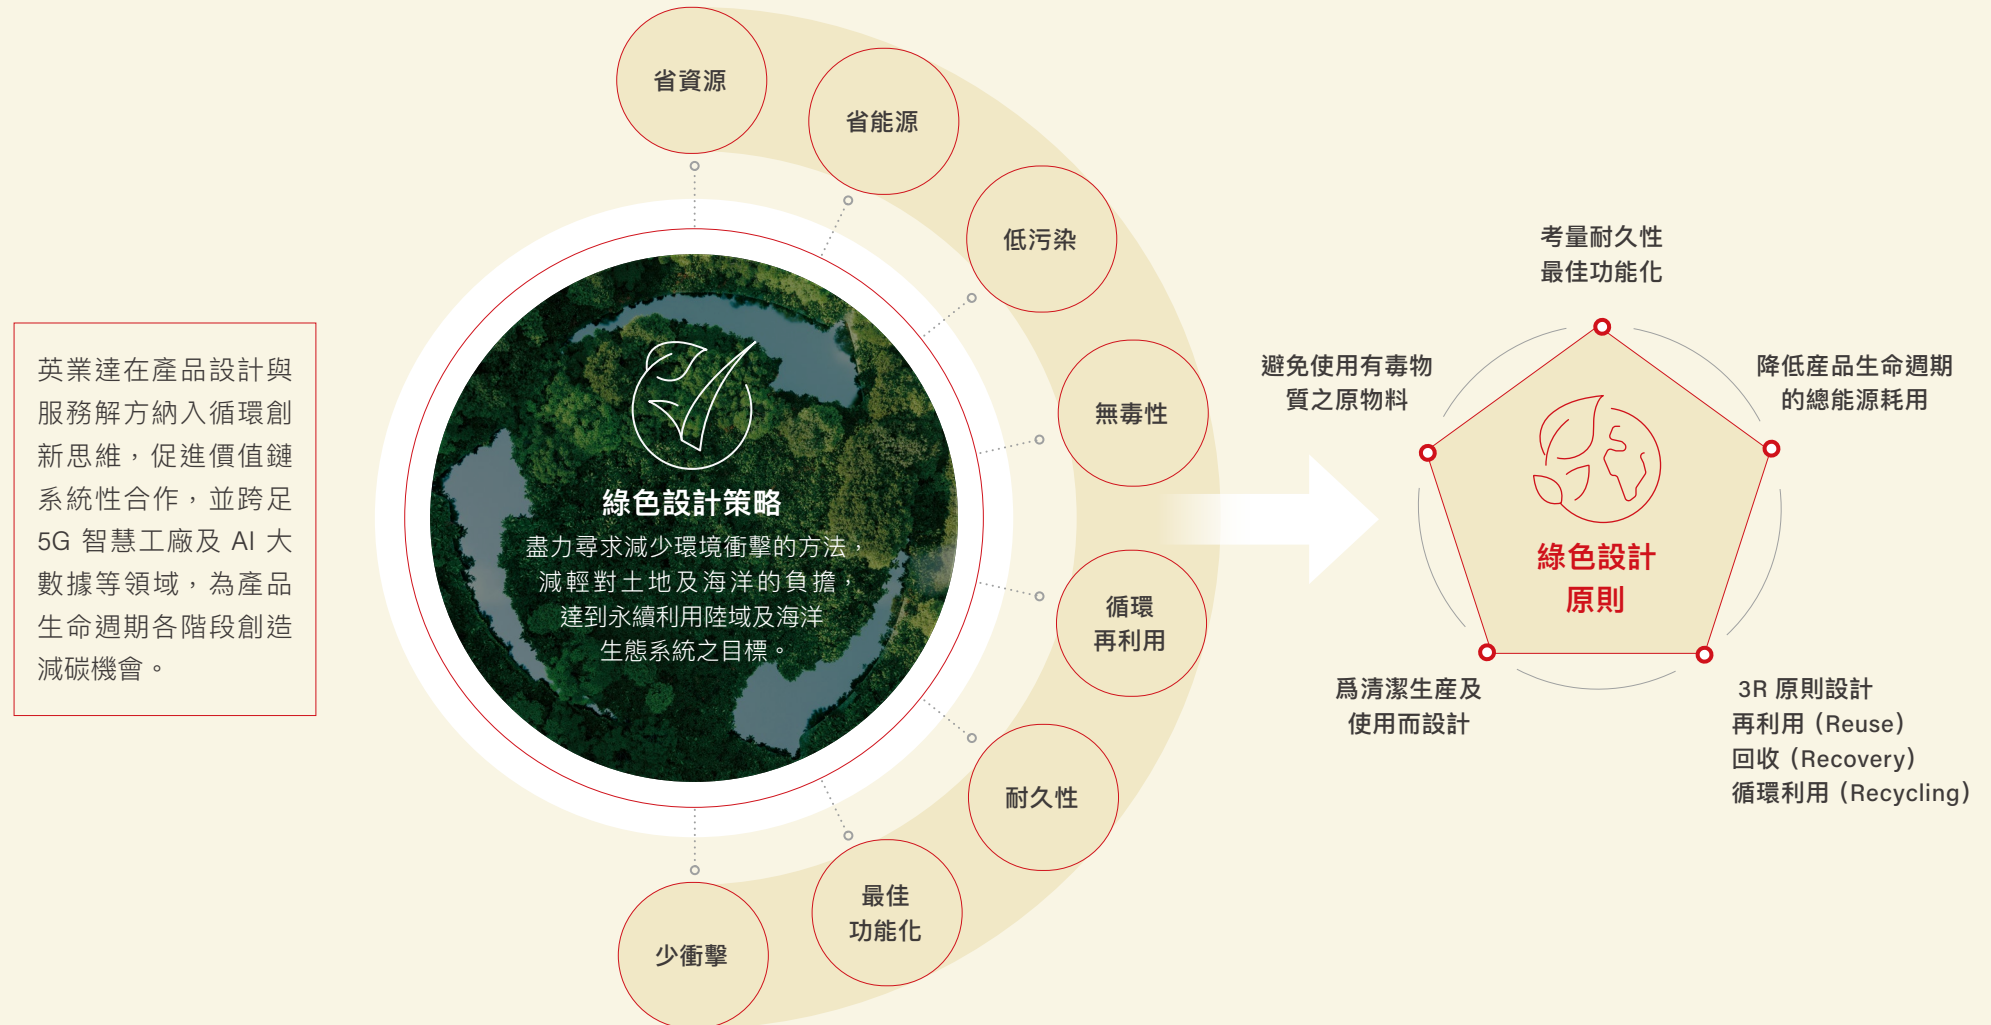 英業達在產品設計與
服務解方納入循環創
新思維，促進價值鏈
系統性合作，並跨足
5G 智慧工廠及 AI 大
數據等領域，為產品
生命週期各階段創造
減碳機會。
綠色設計策略
盡力尋求減少環境衝擊的方法，
減輕對土地及海洋的負擔，
達到永續利用陸域及海洋
生態系統之目標。
省資源
省能源
低污染
無毒性
循環
再利用
耐久性
最佳
功能化
少衝擊
綠色設計
原則
考量耐久性
最佳功能化
降低産品生命週期
的總能源耗用
3R 原則設計
再利用（Reuse）
回收（Recovery）
循環利用（Recycling）
爲清潔生産及
使用而設計
避免使用有毒物
質之原物料